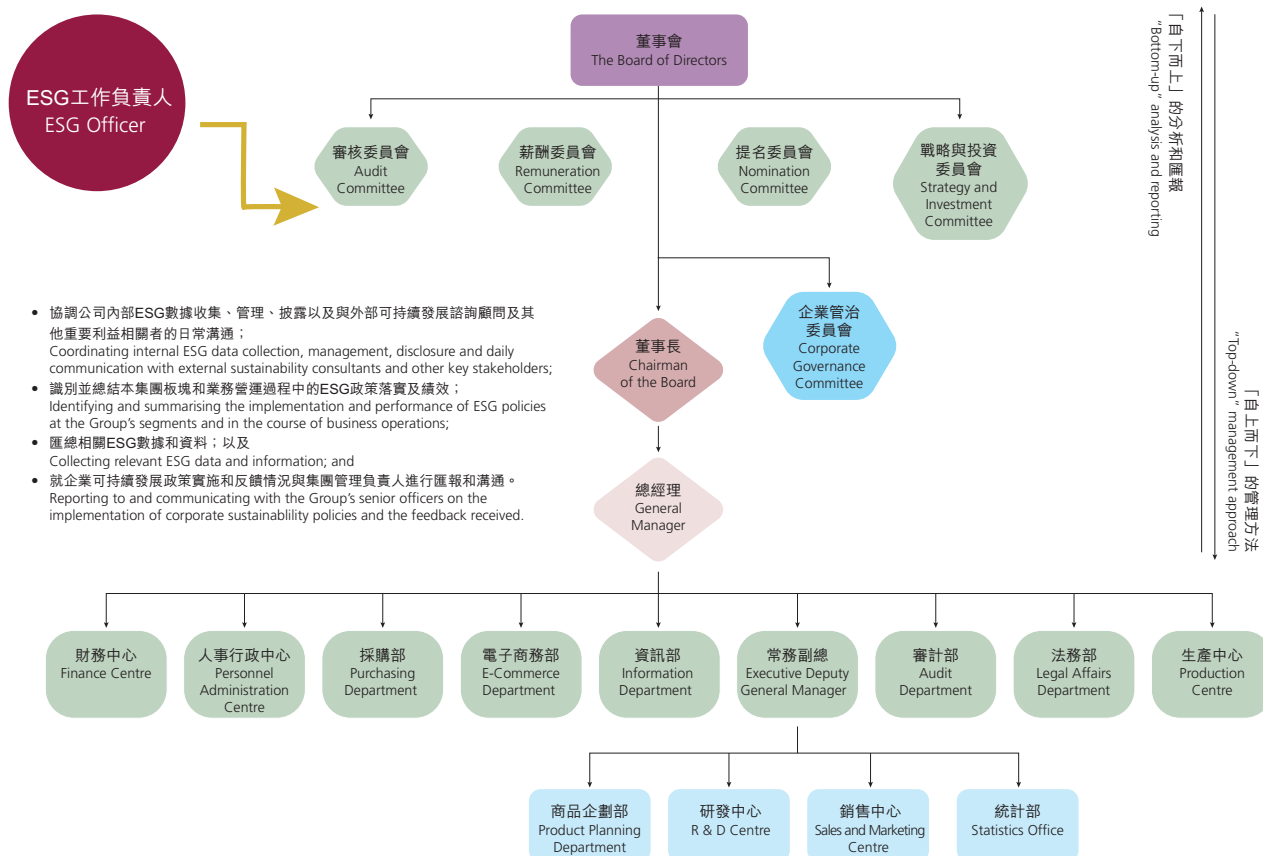 董事會
The Board of Directors
ESG工作負責人
ESG Officer
審核委員會
Audit
Committee
薪酬委員會
Remuneration
Committee
提名委員會
Nomination
Committee
戰略與投資
委員會
Strategy and
Investment
Committee
「自下而上」的分析和匯報
"Bottom-up" analysis and reporting
「自上而下」的管理方法
"Top-down" management approach
• 協調公司內部ESG數據收集、管理、披露以及與外部可持續發展諮詢顧問及其
他重要利益相關者的日常溝通；
Coordinating internal ESG data collection, management, disclosure and daily
communication with external sustainability consultants and other key stakeholders;
• 識別並總結本集團板塊和業務營運過程中的ESG政策落實及績效；
Identifying and summarising the implementation and performance of ESG policies
at the Group's segments and in the course of business operations;
• 匯總相關ESG數據和資料；以及
Collecting relevant ESG data and information; and
• 就企業可持續發展政策實施和反饋情況與集團管理負責人進行匯報和溝通。
Reporting to and communicating with the Group's senior officers on the
implementation of corporate sustainablility policies and the feedback received.
董事長
Chairman
of the Board
企業管治
委員會
Corporate
Governance
Committee
總經理
General
Manager
財務中心
Finance Centre
人事行政中心
Personnel
Administration
Centre
採購部
Purchasing
Department
電子商務部
E-Commerce
Department
資訊部
Information
Department
常務副總
Executive Deputy
General Manager
審計部
Audit
Department
法務部
Legal Affairs
Department
生產中心
Production
Centre
商品企劃部
Product Planning
Department
研發中心
R & D Centre
銷售中心
Sales and Marketing
Centre
統計部
Statistics Office